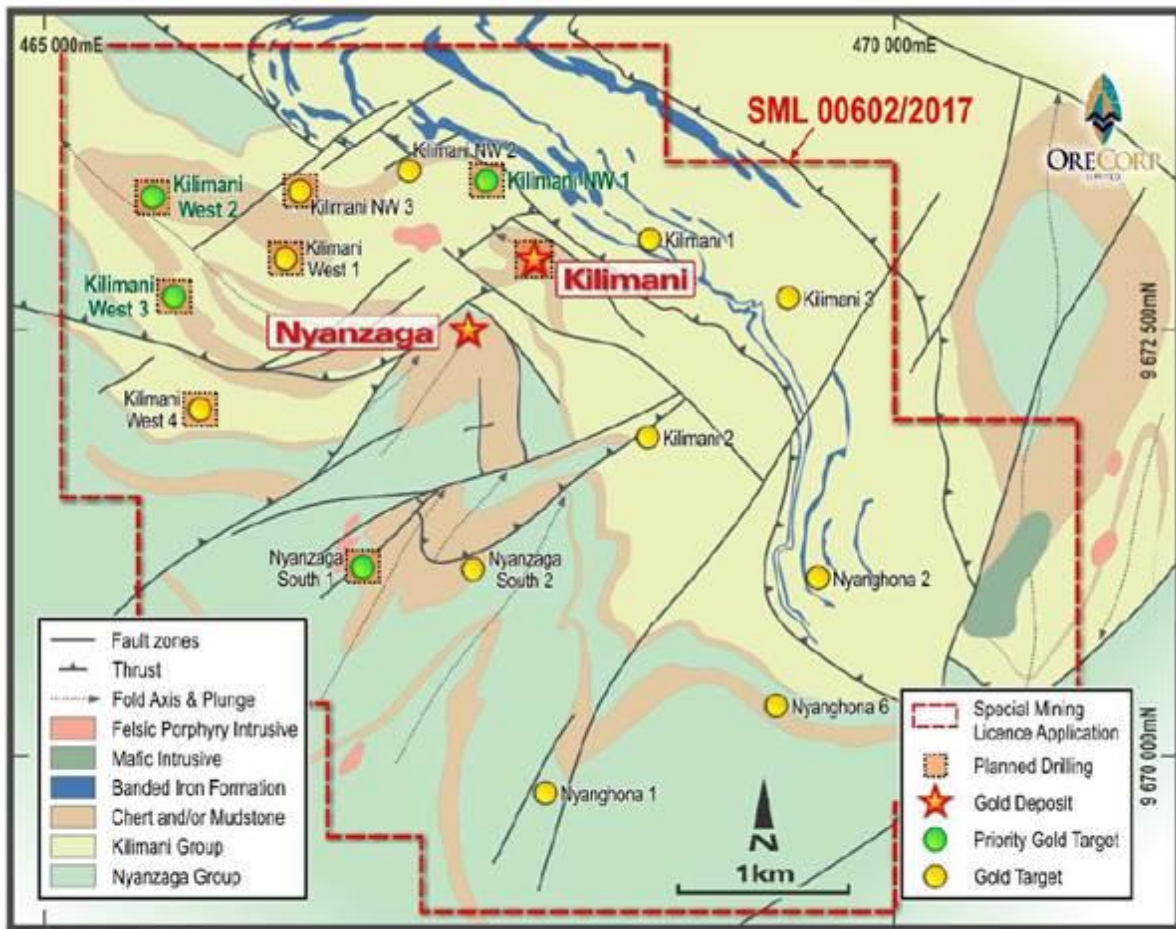 465 000mE
470 000mE
SML 00602/2017
ORECORP
LIMITED
Kilimani NW 2
Kilimani
West 2
Kilimani NW 3
Kilimani NW 1
Kilimani
West 1
Kilimani 1
Kilimani
Kilimani
West 3
Kilimani 3
Nyanzaga
9 672 500mN
Kilimani
West 4
Kilimani 2
Nyanzaga
South 1
Nyanzaga
South 2
Nyanghona 2
Nyanghona 6
Nyanghona 1
9 670 000mN
N
1km
Fault zones
Thrust
Fold Axis & Plunge
Felsic Porphyry Intrusive
Mafic Intrusive
Banded Iron Formation
Chert and/or Mudstone
Kilimani Group
Nyanzaga Group
Special Mining
Licence Application
Planned Drilling
Gold Deposit
Priority Gold Target
Gold Target